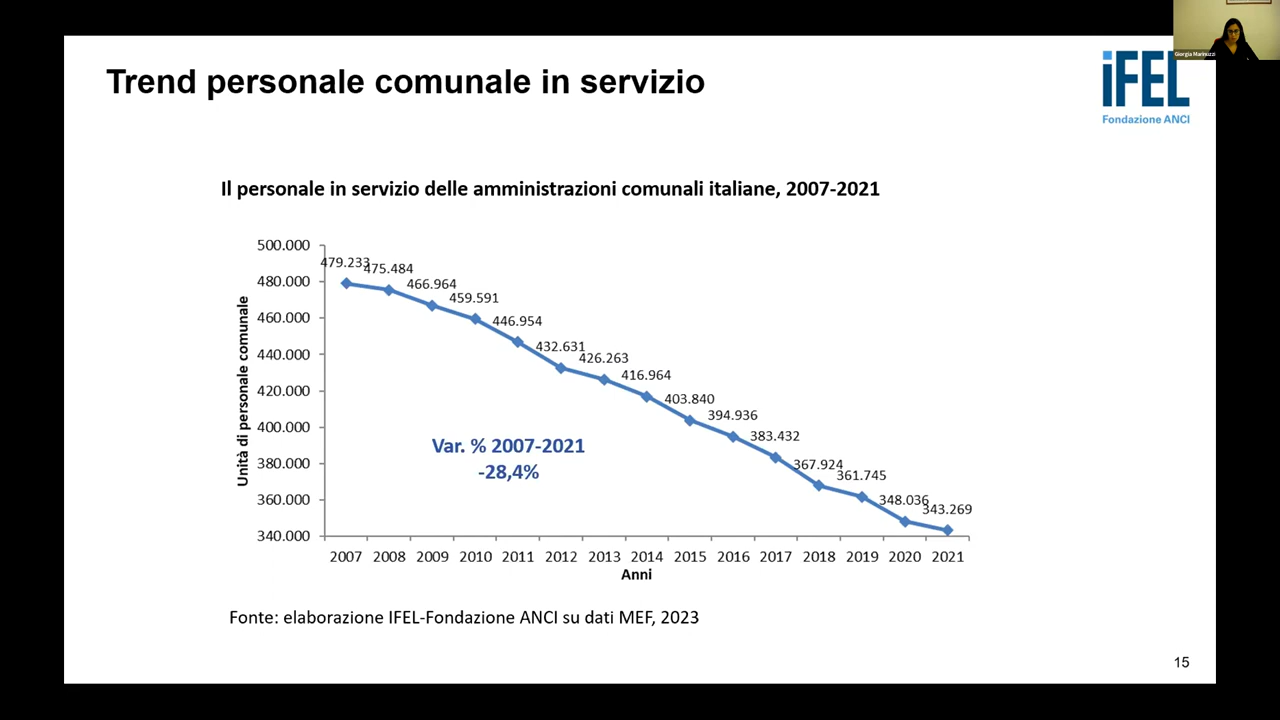 Giorgia Marinuzzi
Trend personale comunale in servizio
iFEL
Fondazione ANCI
Il personale in servizio delle amministrazioni comunali italiane, 2007-2021
Unità di personale comunale
500.000
480.000
460.000
440.000
420.000
400.000
380.000
360.000
340.000
479.233
475.484
466.964
459.591
446.954
432.631
426.263
416.964
403.840
394.936
383.432
367.924
361.745
348.036
343.269
Var. % 2007-2021
-28,4%
2007 2008 2009 2010 2011 2012 2013 2014 2015 2016 2017 2018 2019 2020 2021
Anni
Fonte: elaborazione IFEL-Fondazione ANCI su dati MEF, 2023
15